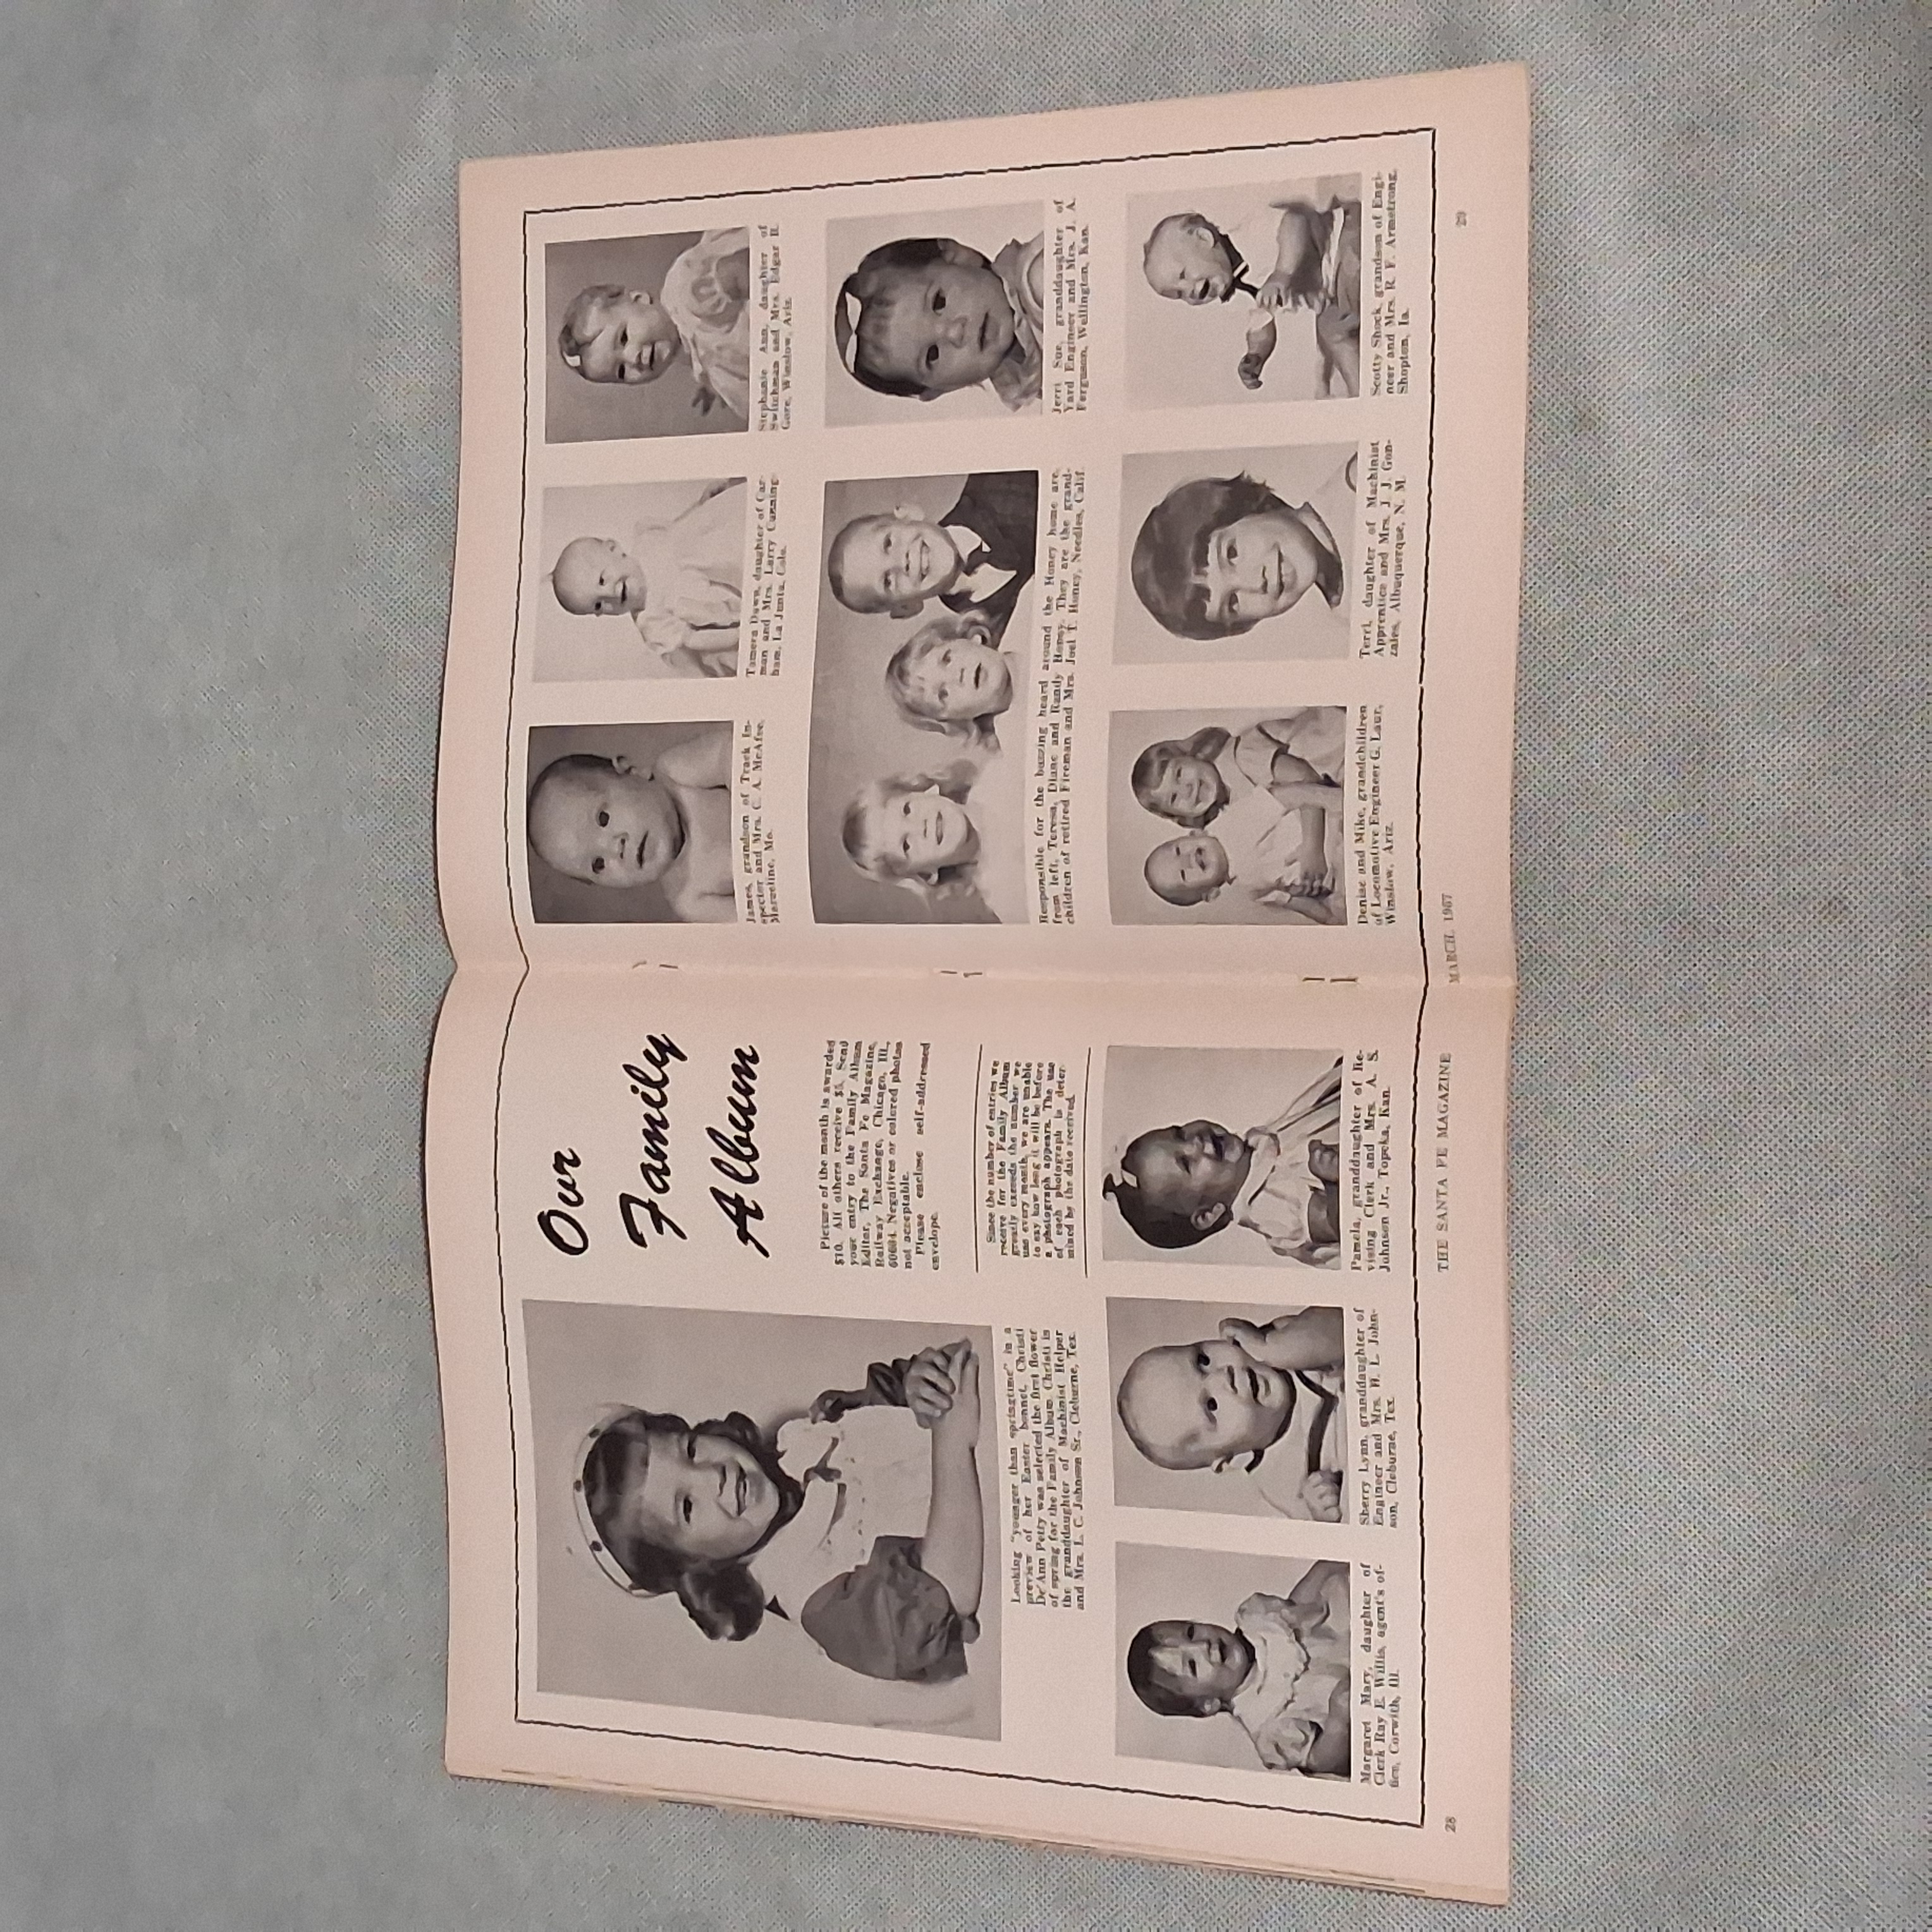 Our
Family
Album
Picture of the month is awarded
$10. All others receive $5. Send
your entry to the Family Album
Editor, The Santa Fe Magazine,
Railway Exchange, Chicago, Ill.,
60604. Negatives or colored photos
not acceptable.
Please enclose self-addressed
envelope.
Since the number of entries we
receive for the Family Album
greatly exceeds the number we
use every month, we are unable
to say how long it will be before
a photograph appears. The use
of each photograph is deter-
mined by the date received.
Looking "younger than springtime" in a
preview of her Easter bonnet, Christi
De'Ann Petty was selected the first flower
of spring for the Family Album. Christi is
the granddaughter of Machinist Helper
and Mrs. L. C. Johnson Sr., Cleburne, Tex.
Margaret Mary, daughter of
Clerk Ray E. Willis, agent's of-
fice, Corwith, Ill.
Sherry Lynn, granddaughter of
Engineer and Mrs. W. L. John-
son, Cleburne, Tex.
Pamela, granddaughter of Re-
vising Clerk and Mrs. A. S.
Johnson Jr., Topeka, Kan.
28
THE SANTA FE MAGAZINE
James, grandson of Track In-
spector and Mrs. C. A. McAfee,
Marceline, Mo.
Tamera Dawn, daughter of Car-
man and Mrs. Larry Cunning-
ham, La Junta, Colo.
Stephanie Ann, daughter of
Switchman and Mrs. Edgar R.
Gore, Winslow, Ariz.
Responsible for the buzzing heard around the Honey home are,
from left, Teresa, Diane and Randy Honey. They are the grand-
children of retired Fireman and Mrs. Joel T. Honey, Needles, Calif.
Jerri Sue, granddaughter of
Yard Engineer and Mrs. J. A.
Ferguson, Wellington, Kan.
Denise and Mike, grandchildren
of Locomotive Engineer G. Laur,
Winslow, Ariz.
Terri, daughter of Machinist
Apprentice and Mrs. J. J. Gon-
zales, Albuquerque, N. M.
Scotty Shock, grandson of Engi-
neer and Mrs. R. F. Armstrong,
Shopton, Ia.
MARCH 1967
29